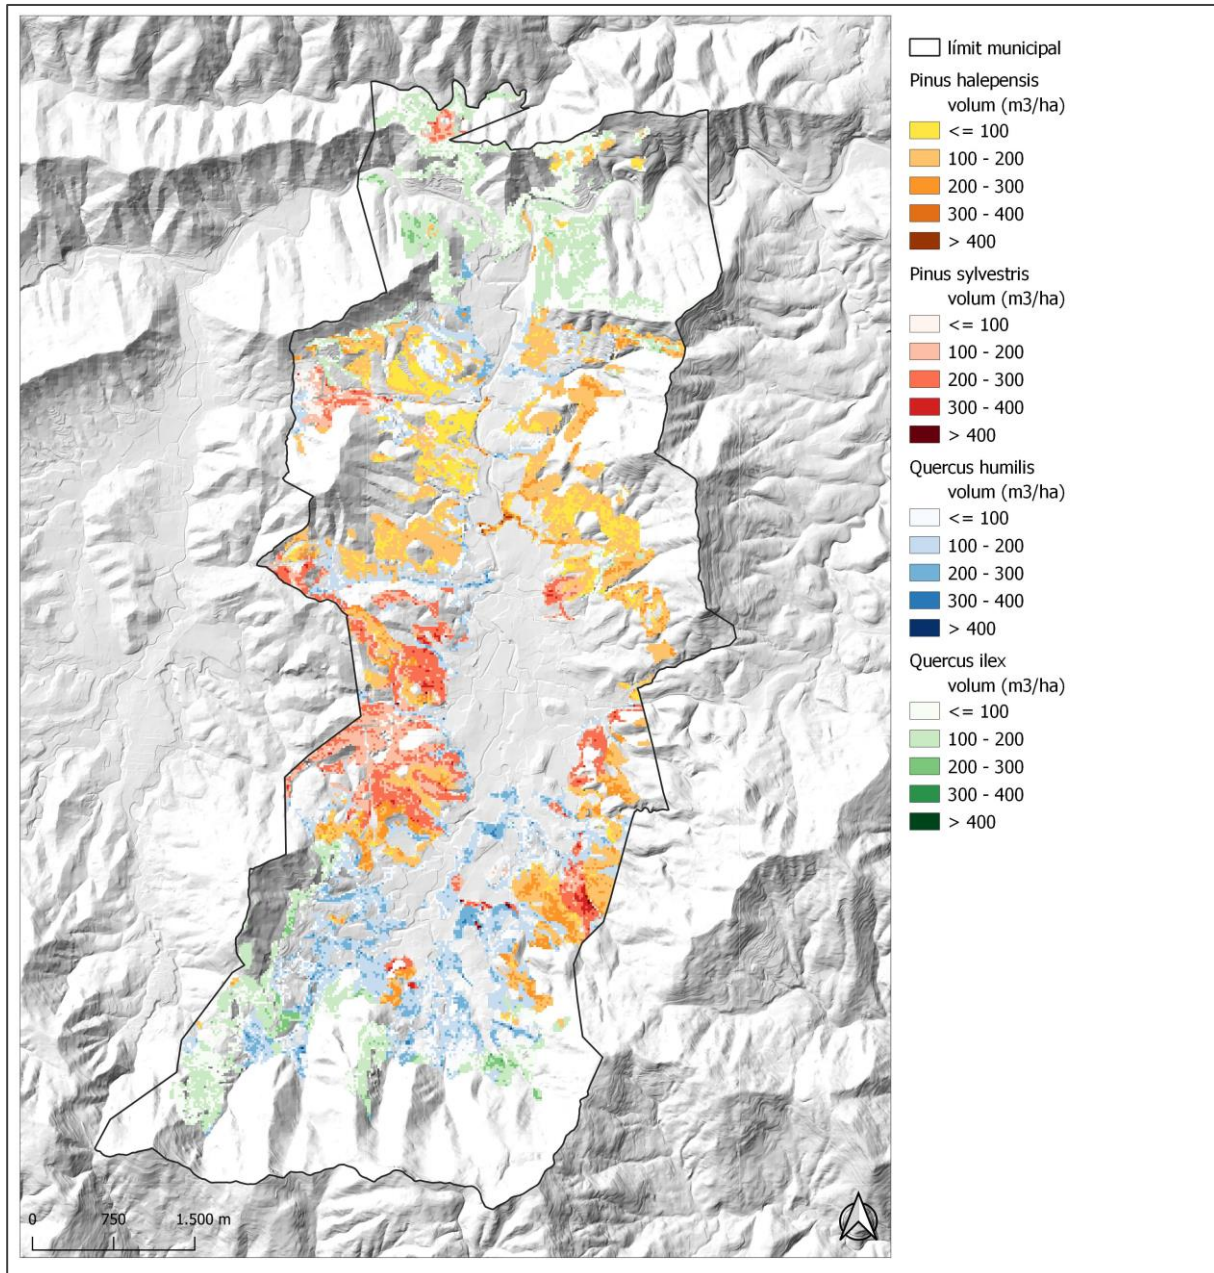 límit municipal
Pinus halepensis
volum (m3/ha)
<= 100
100 - 200
200 - 300
300 - 400
> 400
Pinus sylvestris
volum (m3/ha)
<= 100
100 - 200
200 - 300
300 - 400
> 400
Quercus humilis
volum (m3/ha)
<= 100
100 - 200
200 - 300
300 - 400
> 400
Quercus ilex
volum (m3/ha)
<= 100
100 - 200
200 - 300
300 - 400
> 400
0 750 1.500 m